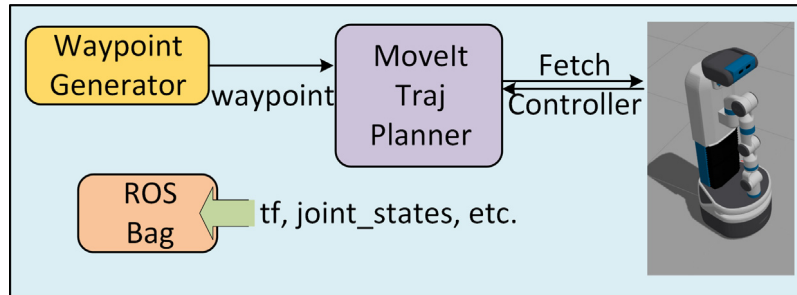 Waypoint
Generator
waypoint
MoveIt
Traj
Planner
Fetch
Controller
ROS
Bag
tf, joint_states, etc.